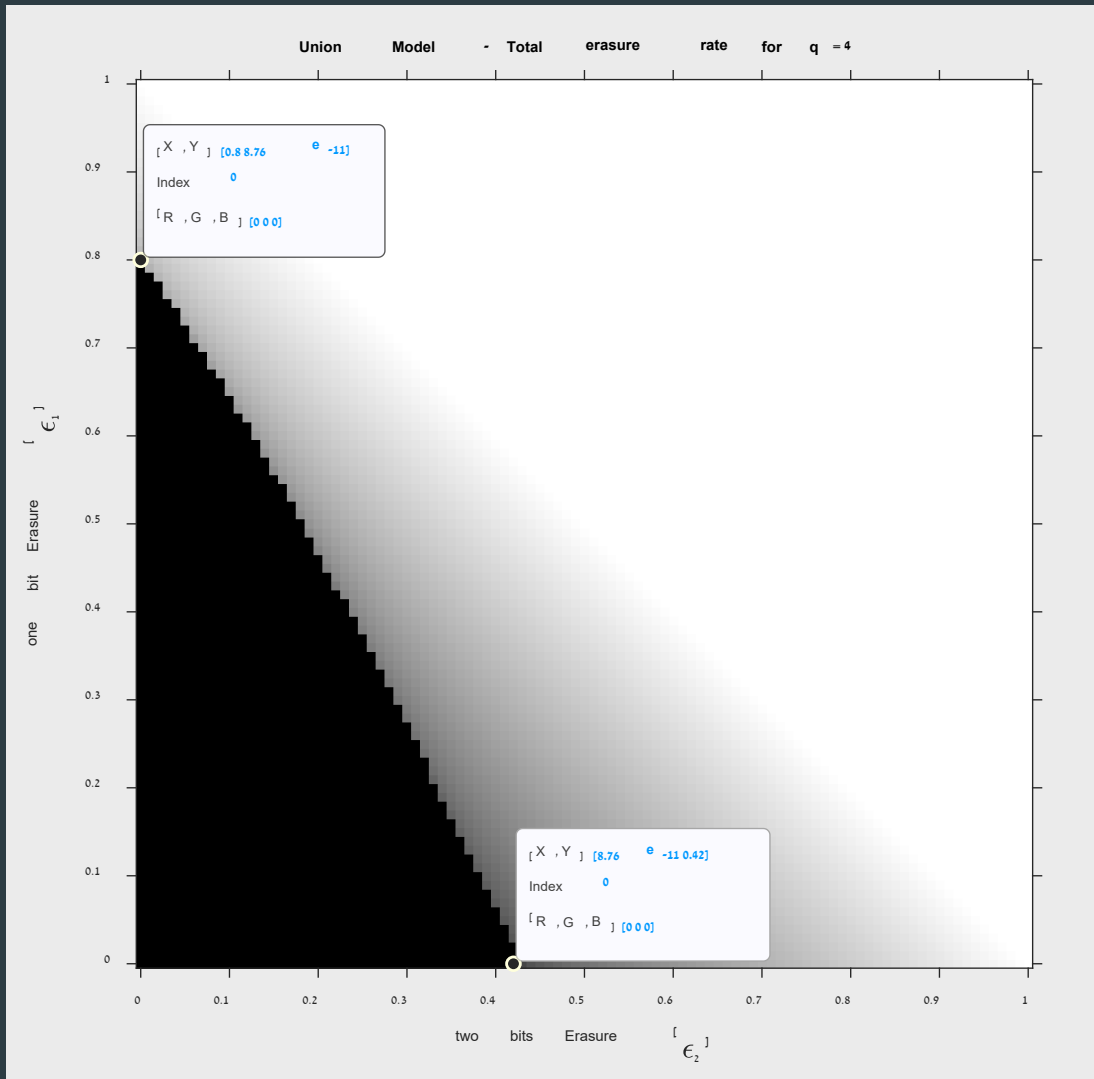 Union Model - Total erasure rate for q = 4
1
0.9
0.8
0.7
0.6
0.5
0.4
0.3
0.2
0.1
0
[X ,Y ] [0.8 8.76 e -11]
Index 0
[R ,G ,B ] [0 0 0]
[X ,Y ] [8.76 e -11 0.42]
Index 0
[R ,G ,B ] [0 0 0]
one bit Erasure [ϵ₁]
0 0.1 0.2 0.3 0.4 0.5 0.6 0.7 0.8 0.9 1
two bits Erasure [ϵ₂]